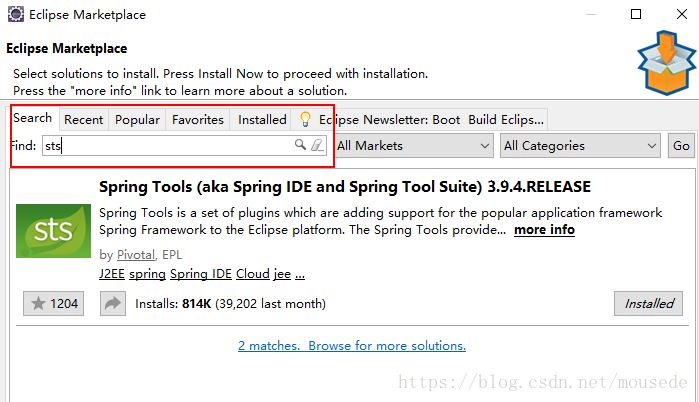 Eclipse Marketplace
Eclipse Marketplace
Select solutions to install. Press Install Now to proceed with installation.
Press the "more info" link to learn more about a solution.
Search Recent Popular Favorites Installed Eclipse Newsletter: Boot Build Eclips...
Find: sts All Markets All Categories Go
Spring Tools (aka Spring IDE and Spring Tool Suite) 3.9.4.RELEASE
sts
Spring Tools is a set of plugins which are adding support for the popular application framework
Spring Framework to the Eclipse platform. The Spring Tools provide... more info
by Pivotal, EPL
J2EE spring Spring IDE Cloud jee ...
1204 Installs: 814K (39,202 last month) Installed
2 matches. Browse for more solutions.
https://blog.csdn.net/mousede